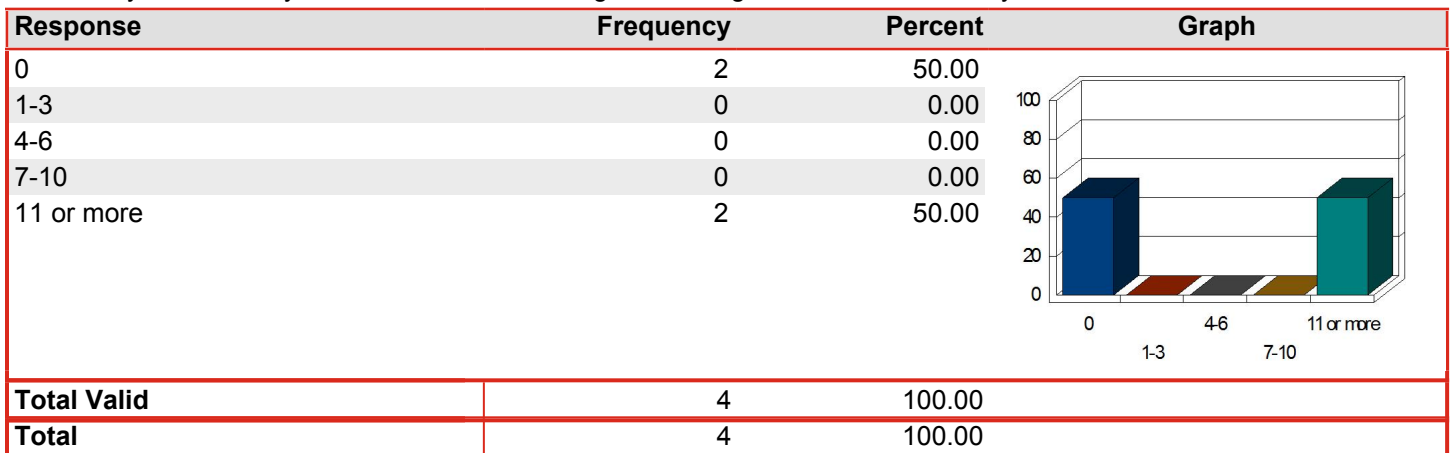 Response Frequency Percent Graph
0 2 50.00
1-3 0 0.00
4-6 0 0.00
7-10 0 0.00
11 or more 2 50.00
100
80
60
40
20
0
0 4-6 11 or more
1-3 7-10
Total Valid 4 100.00
Total 4 100.00